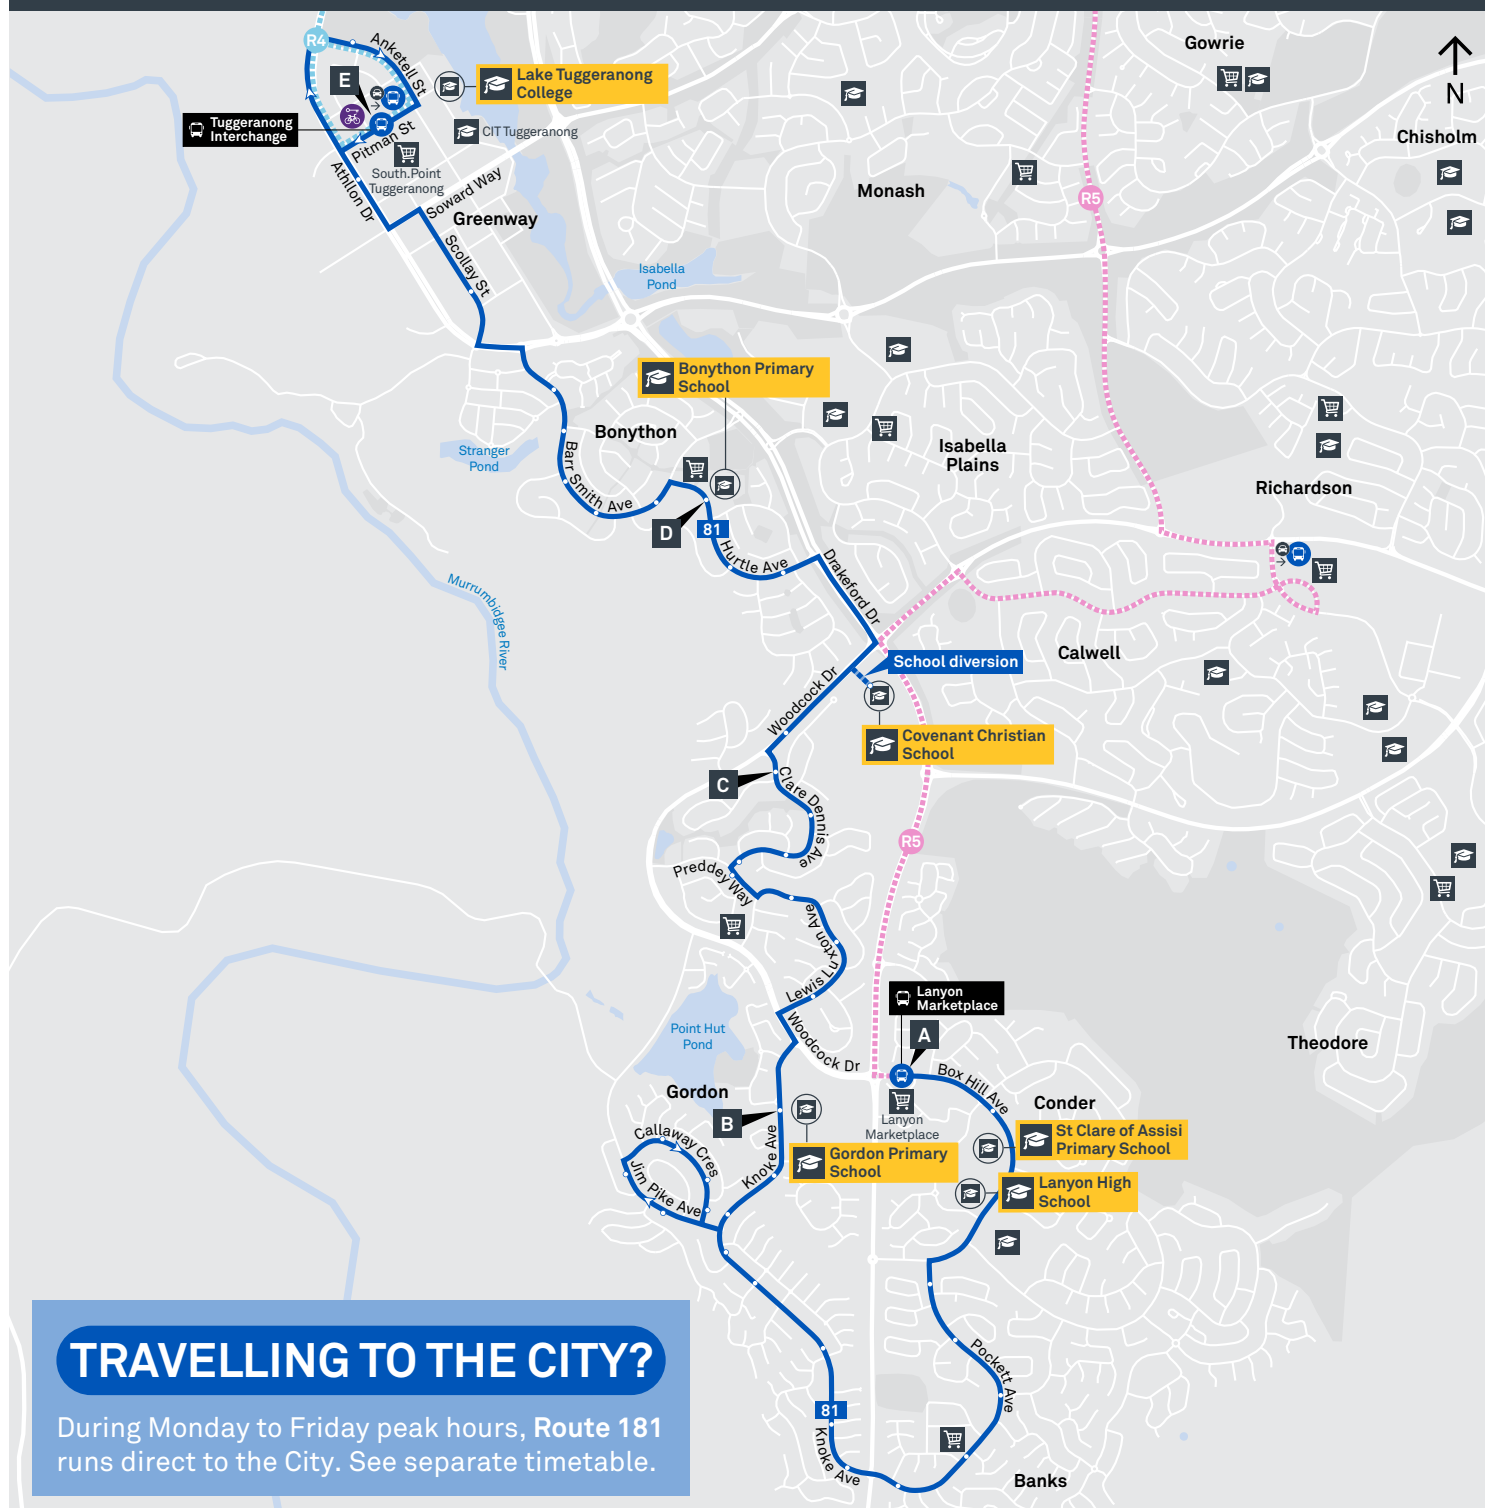 R4
Anketell St
E
Lake Tuggeranong
College
Tuggeranong
Interchange
Pitman St
CIT Tuggeranong
South.Point
Tuggeranong
Athllon Dr
Soward Way
Greenway
Scollay St
Gowrie
N
Chisholm
Monash
R5
Isabella
Pond
Bonython Primary
School
Bonython
Stranger
Pond
Barr Smith Ave
Isabella
Plains
Richardson
D
81
Hurtle Ave
Drakeford Dr
Murrumbidgee River
School diversion
Calwell
Woodcock Dr
Covenant Christian
School
C
Clare Dennis Ave
R5
Preddey Way
Lewis Luxton Ave
Lanyon
Marketplace
A
Point Hut
Pond
Woodcock Dr
Theodore
Box Hill Ave
Gordon
Conder
B
Lanyon
Marketplace
Callaway Cres
St Clare of Assisi
Primary School
Gordon Primary
School
Knoke Ave
Jim Pike Ave
Lanyon High
School
TRAVELLING TO THE CITY?
During Monday to Friday peak hours, Route 181
runs direct to the City. See separate timetable.
Pockett Ave
81
Knoke Ave
Banks